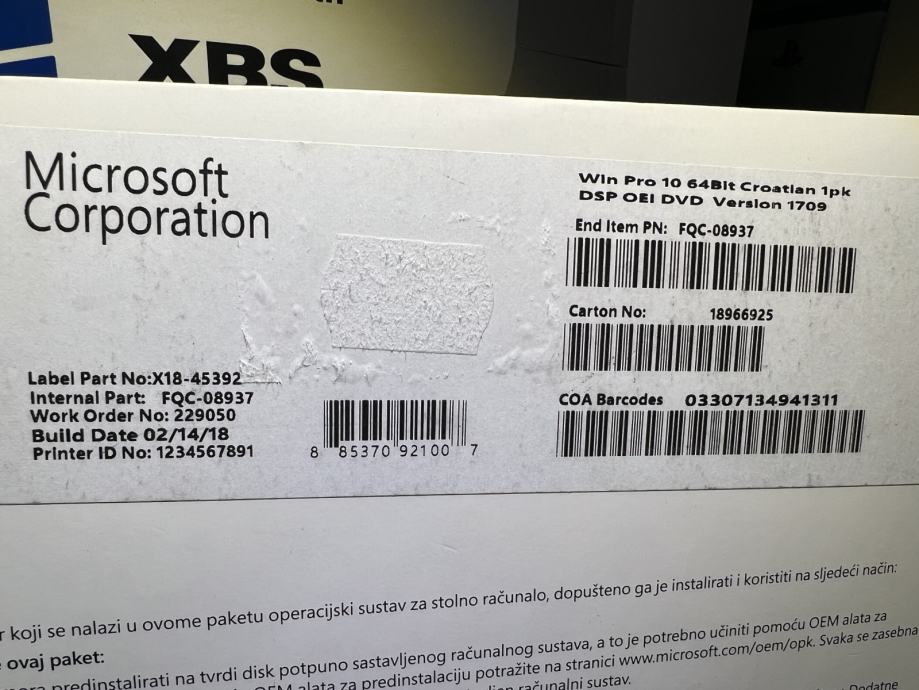 XBS
Microsoft
Corporation
Win Pro 10 64Bit Croatian 1pk
DSP OEI DVD Version 1709
End Item PN: FQC-08937
Carton No: 18966925
COA Barcodes 03307134941311
Label Part No:X18-45392
Internal Part: FQC-08937
Work Order No: 229050
Build Date 02/14/18
Printer ID No: 1234567891
8 85370 92100 7
r koji se nalazi u ovome paketu operacijski sustav za stolno računalo, dopušteno ga je instalirati i koristiti na sljedeći način:
ovaj paket:
predinstalirati na tvrdi disk potpuno sastavljenog računalnog sustava, a to je potrebno učiniti pomoću OEM alata za
OEM alata za predinstalaciju potražite na stranici www.microsoft.com/oem/opk. Svaka se zasebna
računalni sustav.
Dodatne